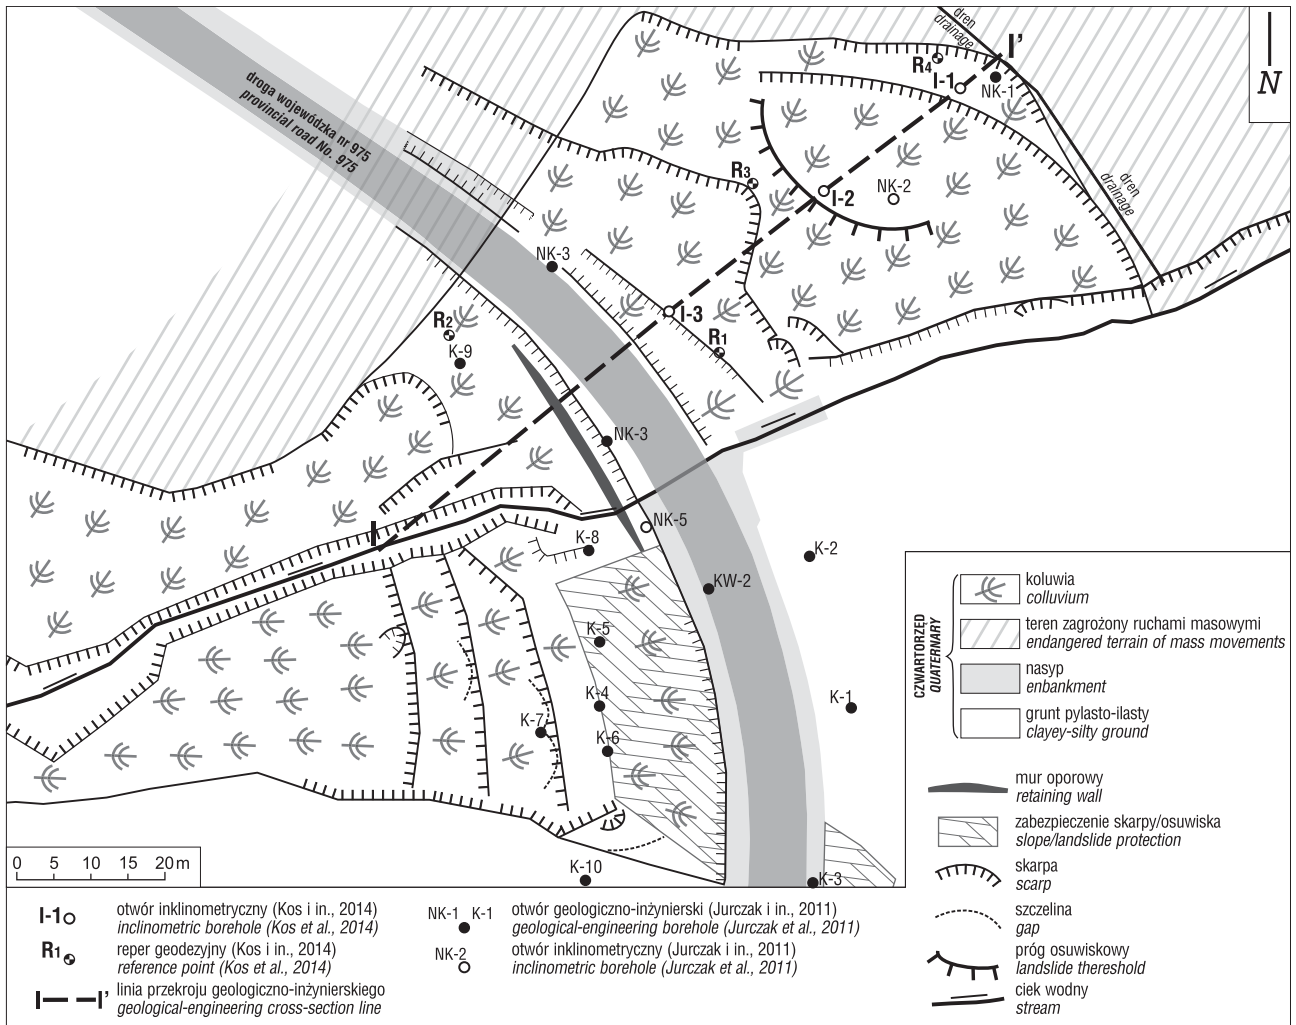 droga wojewódzka nr 975
provincial road No. 975
dren
drainage
I'
N
R4
I-1
NK-1
R3
I-2
NK-2
dren
drainage
NK-3
I-3
R2
K-9
R1
NK-3
I
NK-5
K-8
K-2
KW-2
K-5
K-4
K-1
K-7
K-6
K-10
K-3
0 5 10 15 20 m
CZWARTORZĘD
QUATERNARY
koluwia
colluvium
teren zagrożony ruchami masowymi
endangered terrain of mass movements
nasyp
enbankment
grunt pylasto-ilasty
clayey-silty ground
mur oporowy
retaining wall
zabezpieczenie skarpy/osuwiska
slope/landslide protection
skarpa
scarp
szczelina
gap
próg osuwiskowy
landslide thereshold
ciek wodny
stream
I-1
otwór inklinometryczny (Kos i in., 2014)
inclinometric borehole (Kos et al., 2014)
R1
reper geodezyjny (Kos i in., 2014)
reference point (Kos et al., 2014)
I I'
linia przekroju geologiczno-inżynierskiego
geological-engineering cross-section line
NK-1 K-1
otwór geologiczno-inżynierski (Jurczak i in., 2011)
geological-engineering borehole (Jurczak et al., 2011)
NK-2
otwór inklinometryczny (Jurczak i in., 2011)
inclinometric borehole (Jurczak et al., 2011)